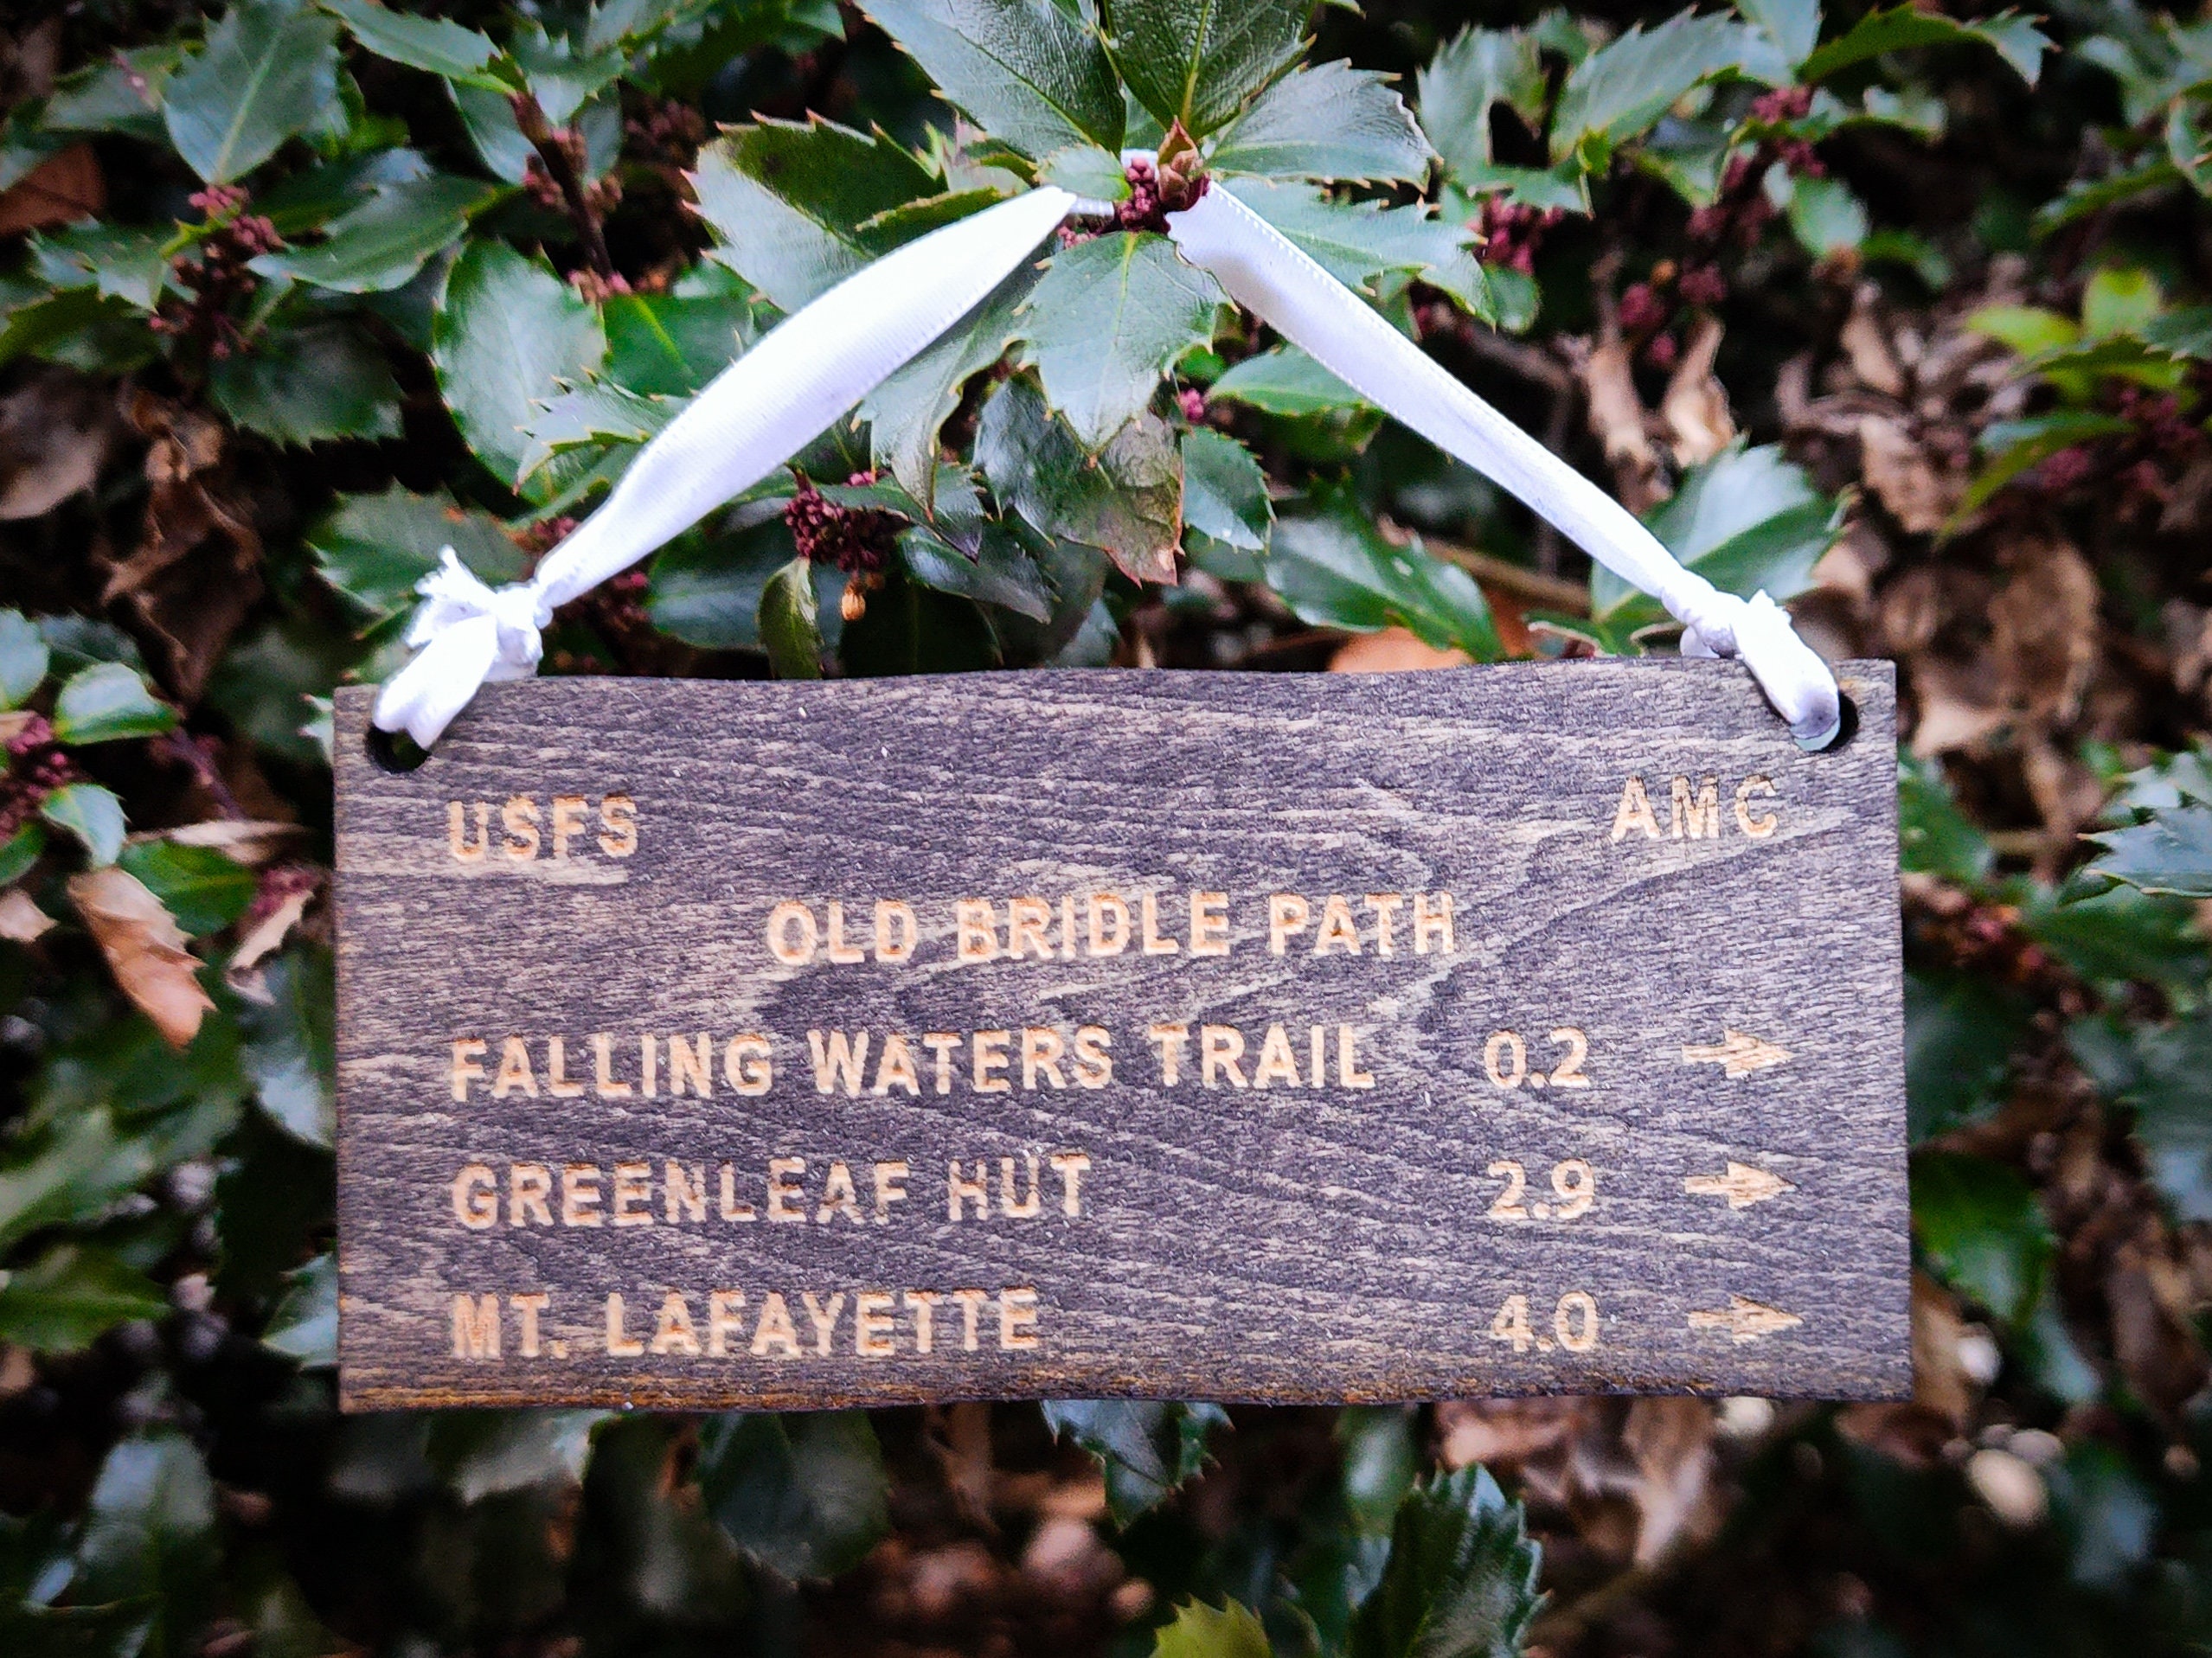 USFS AMC
OLD BRIDLE PATH
FALLING WATERS TRAIL 0.2 →
GREENLEAF HUT 2.9 →
MT. LAFAYETTE 4.0 →